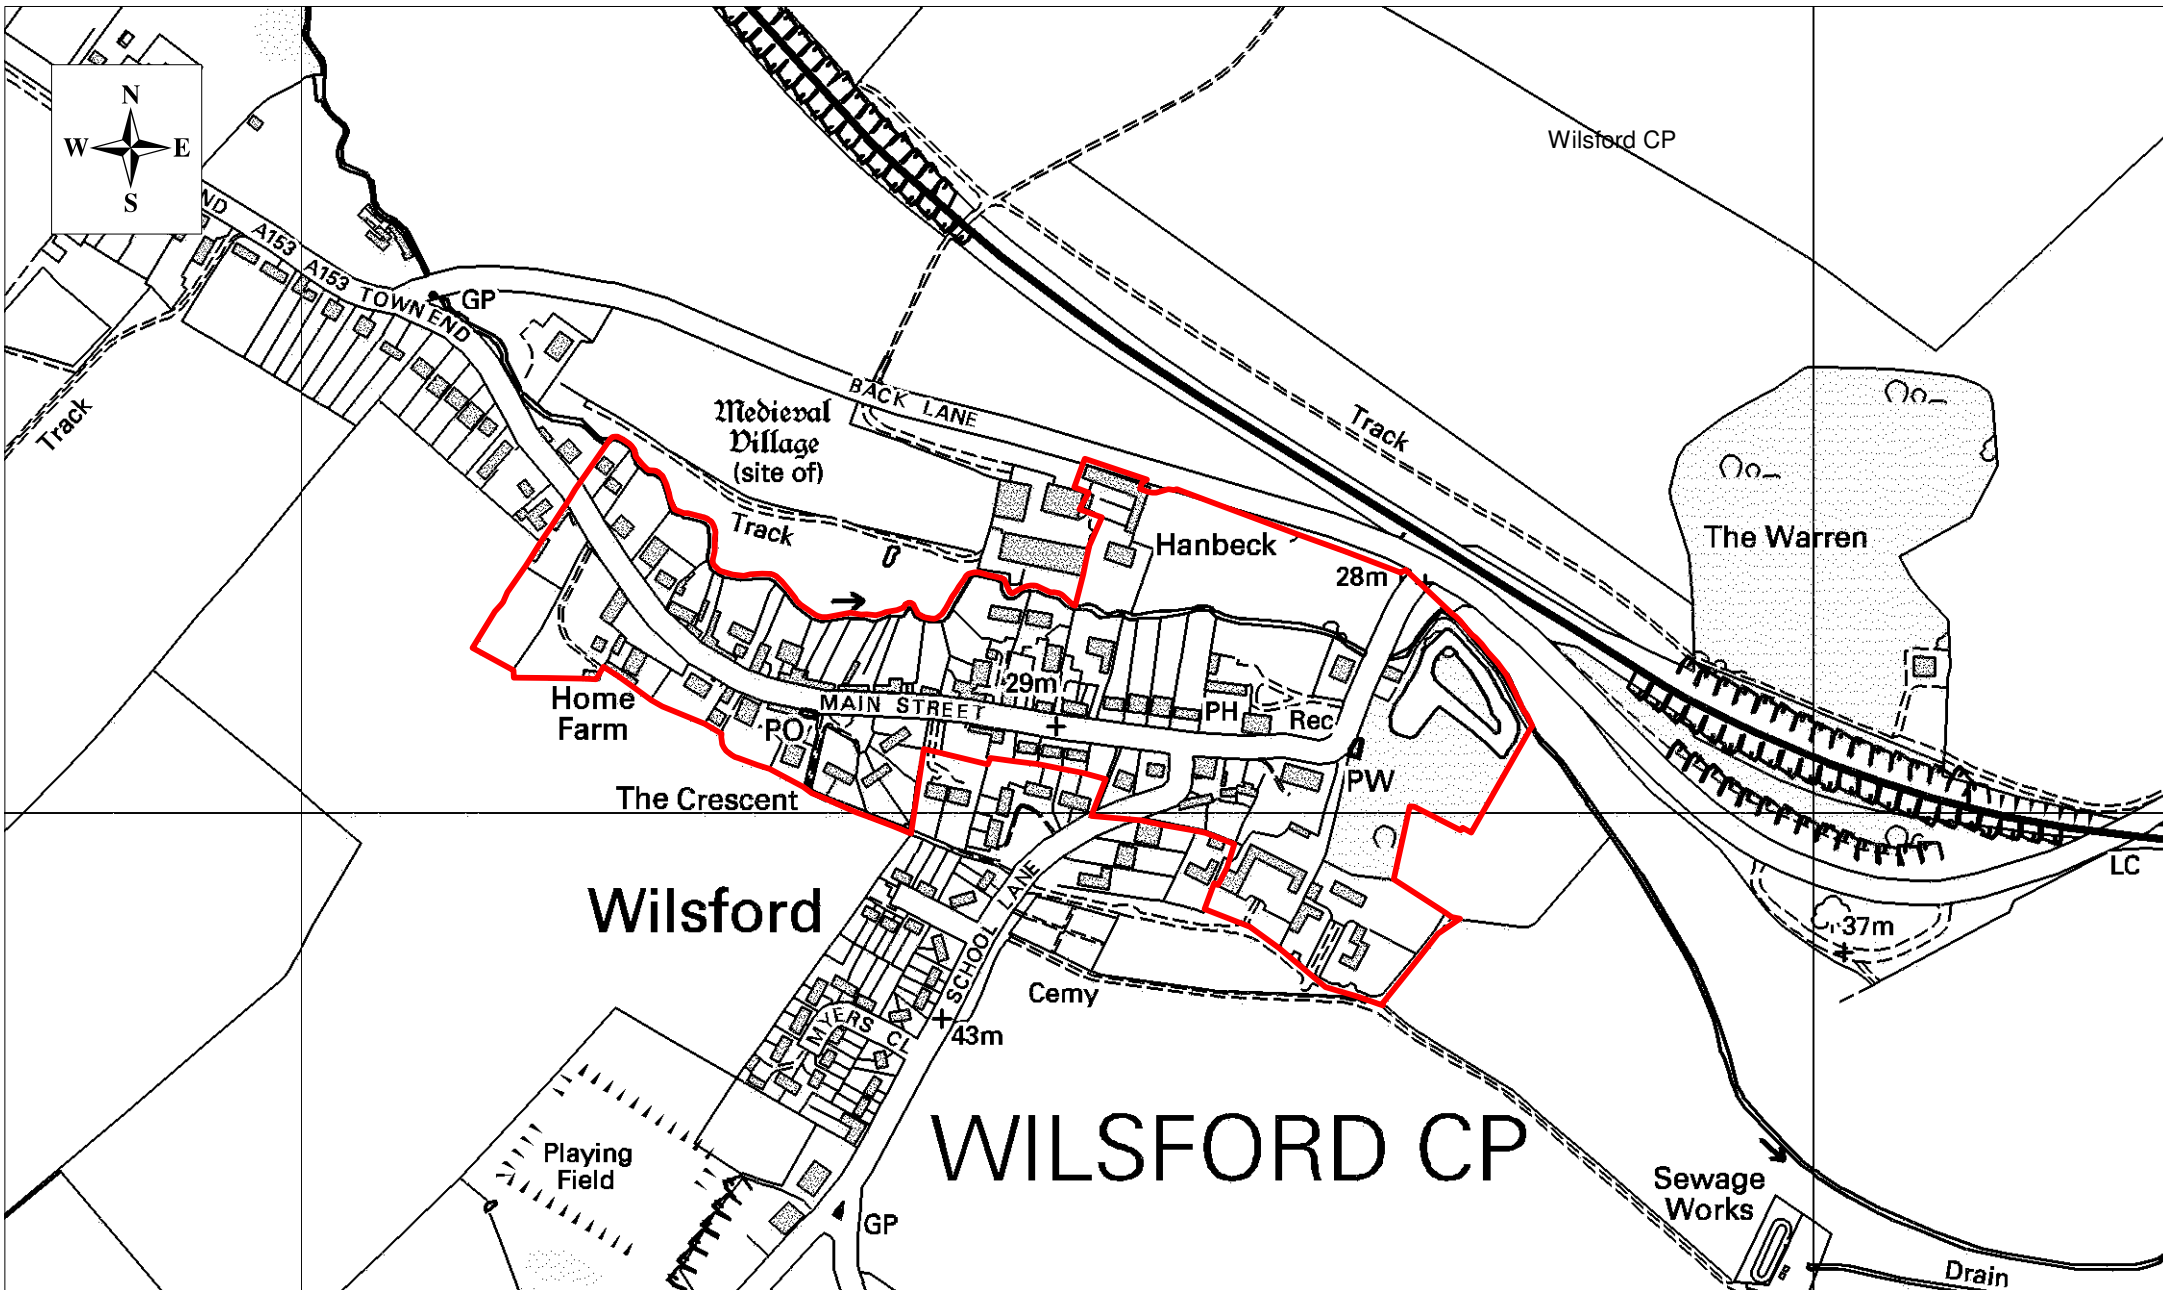 N
W E
S
Wilsford CP
ND
A153
A153
TOWN END
GP
Track
BACK LANE
Medieval
Village
(site of)
Track
Track
Hanbeck
28m
The Warren
Home
Farm
29m
MAIN STREET
PO
PH
Rec
PW
The Crescent
Wilsford
SCHOOL LANE
LC
37m
Cemy
MYERS CL
43m
WILSFORD CP
Playing
Field
GP
Sewage
Works
Drain